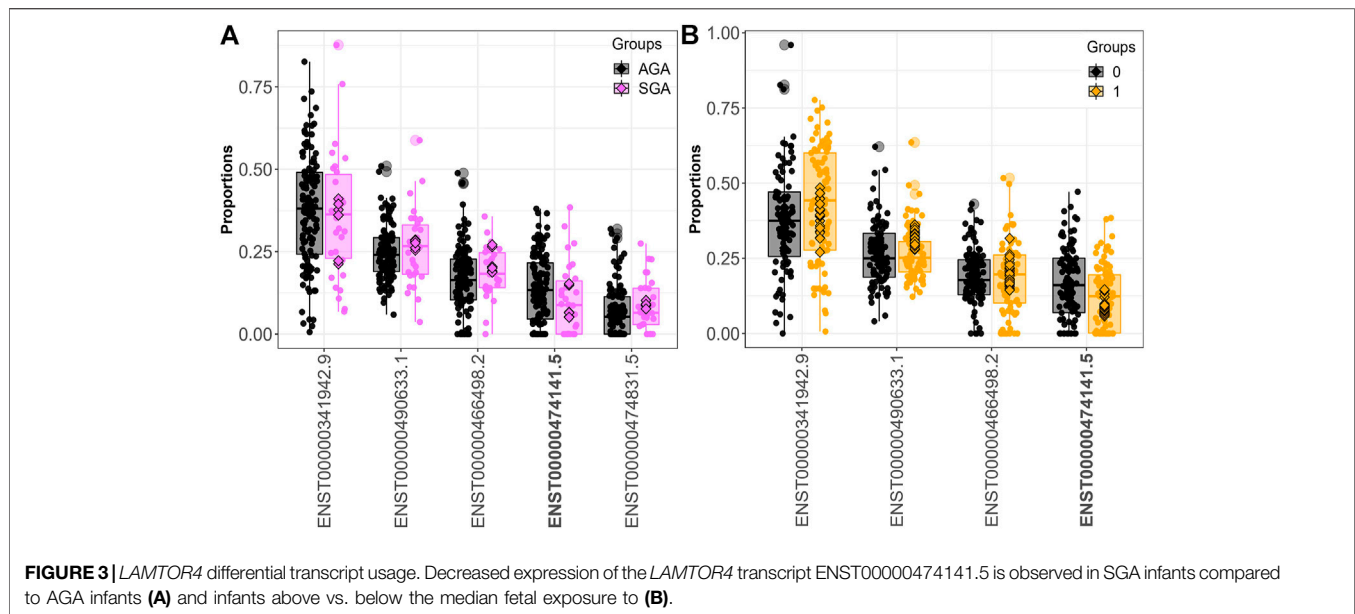 A
Groups
AGA
SGA
Proportions
0.75
0.50
0.25
0.00
ENST00000341942.9
ENST00000490633.1
ENST00000466498.2
ENST00000474141.5
ENST00000474831.5
B
Groups
0
1
Proportions
1.00
0.75
0.50
0.25
0.00
ENST00000341942.9
ENST00000490633.1
ENST00000466498.2
ENST00000474141.5
FIGURE 3 | LAMTOR4 differential transcript usage. Decreased expression of the LAMTOR4 transcript ENST00000474141.5 is observed in SGA infants compared
to AGA infants (A) and infants above vs. below the median fetal exposure to (B).